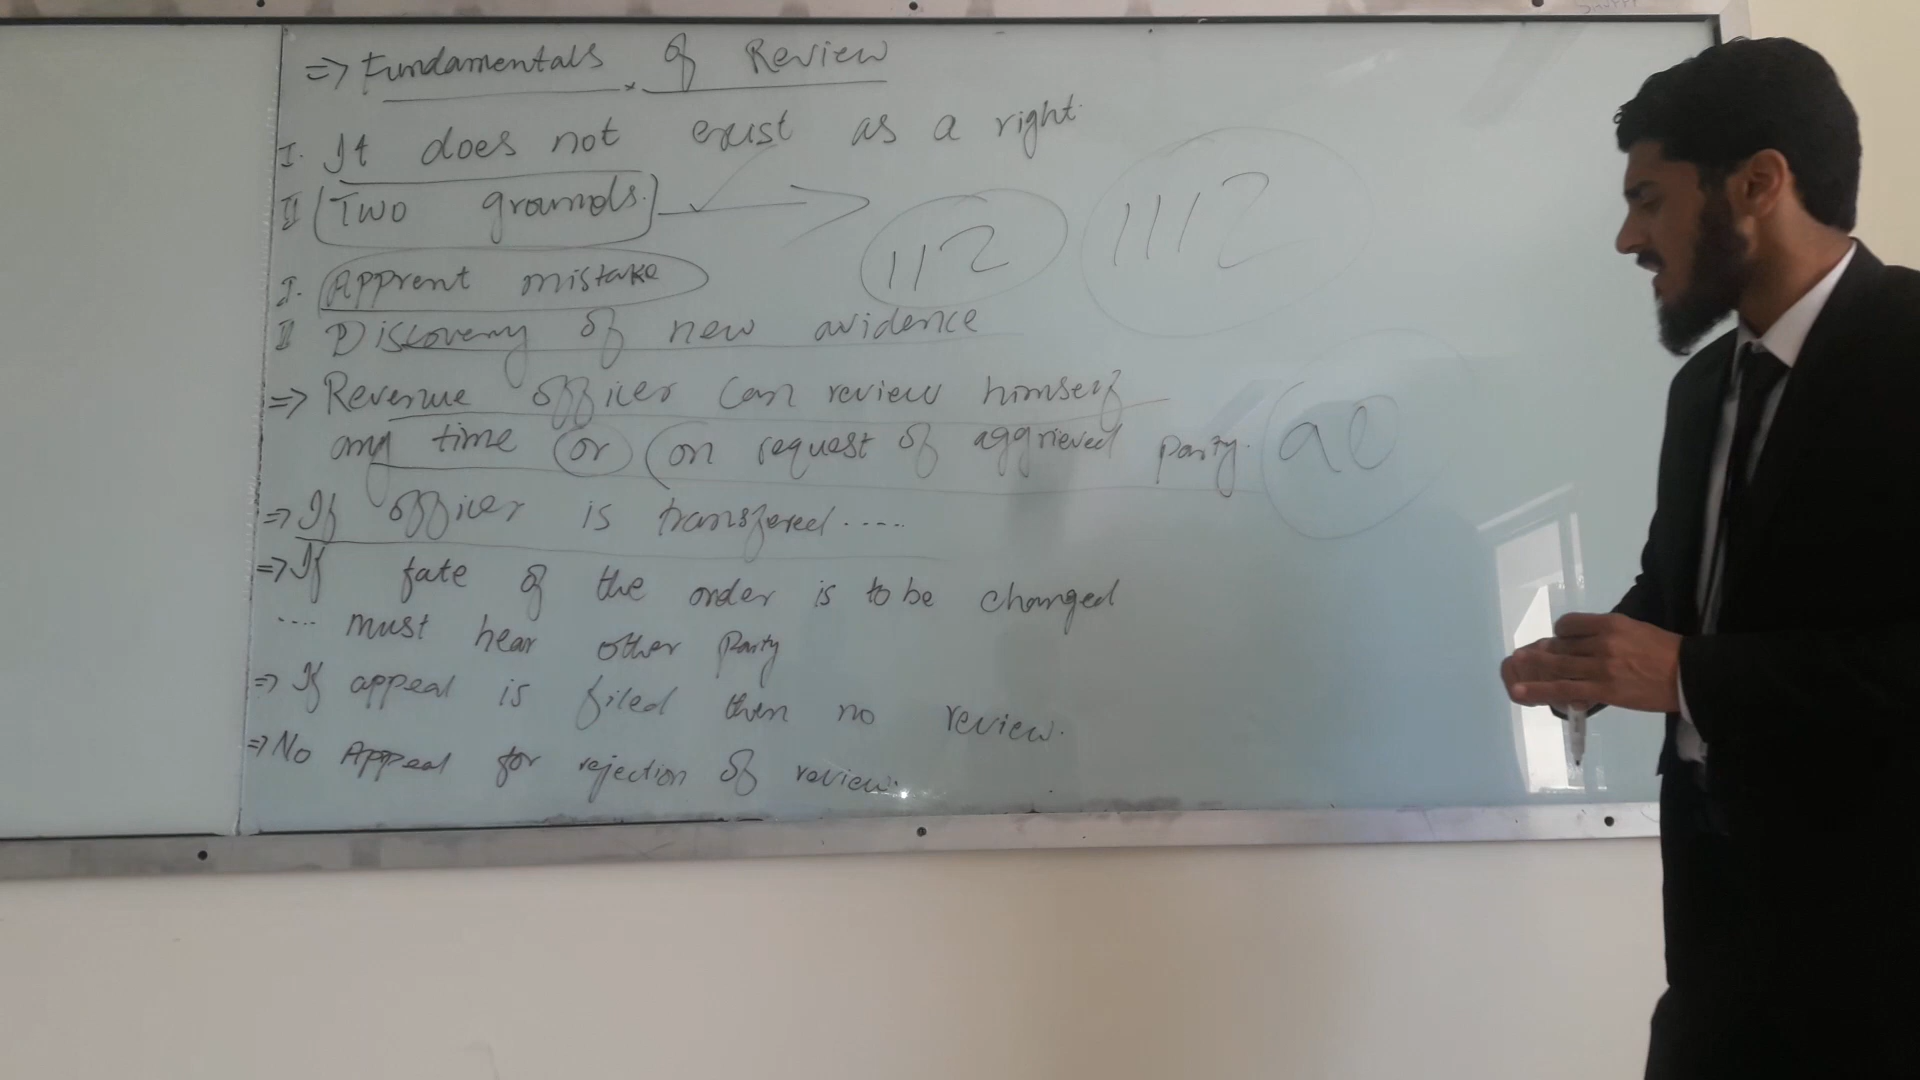 => Fundamentals of Review
I. It does not exist as a right.
II Two grounds.
112
1112
I. Apprent mistake
II Discovery of new avidence
=> Revenue officer can review himself
any time or on request of aggrieved party.
=> If officer is transfered .....
=> If fate of the order is to be changed
.... must hear other Party
=> If appeal is filed then no review.
=> No Appeal for rejection of review.